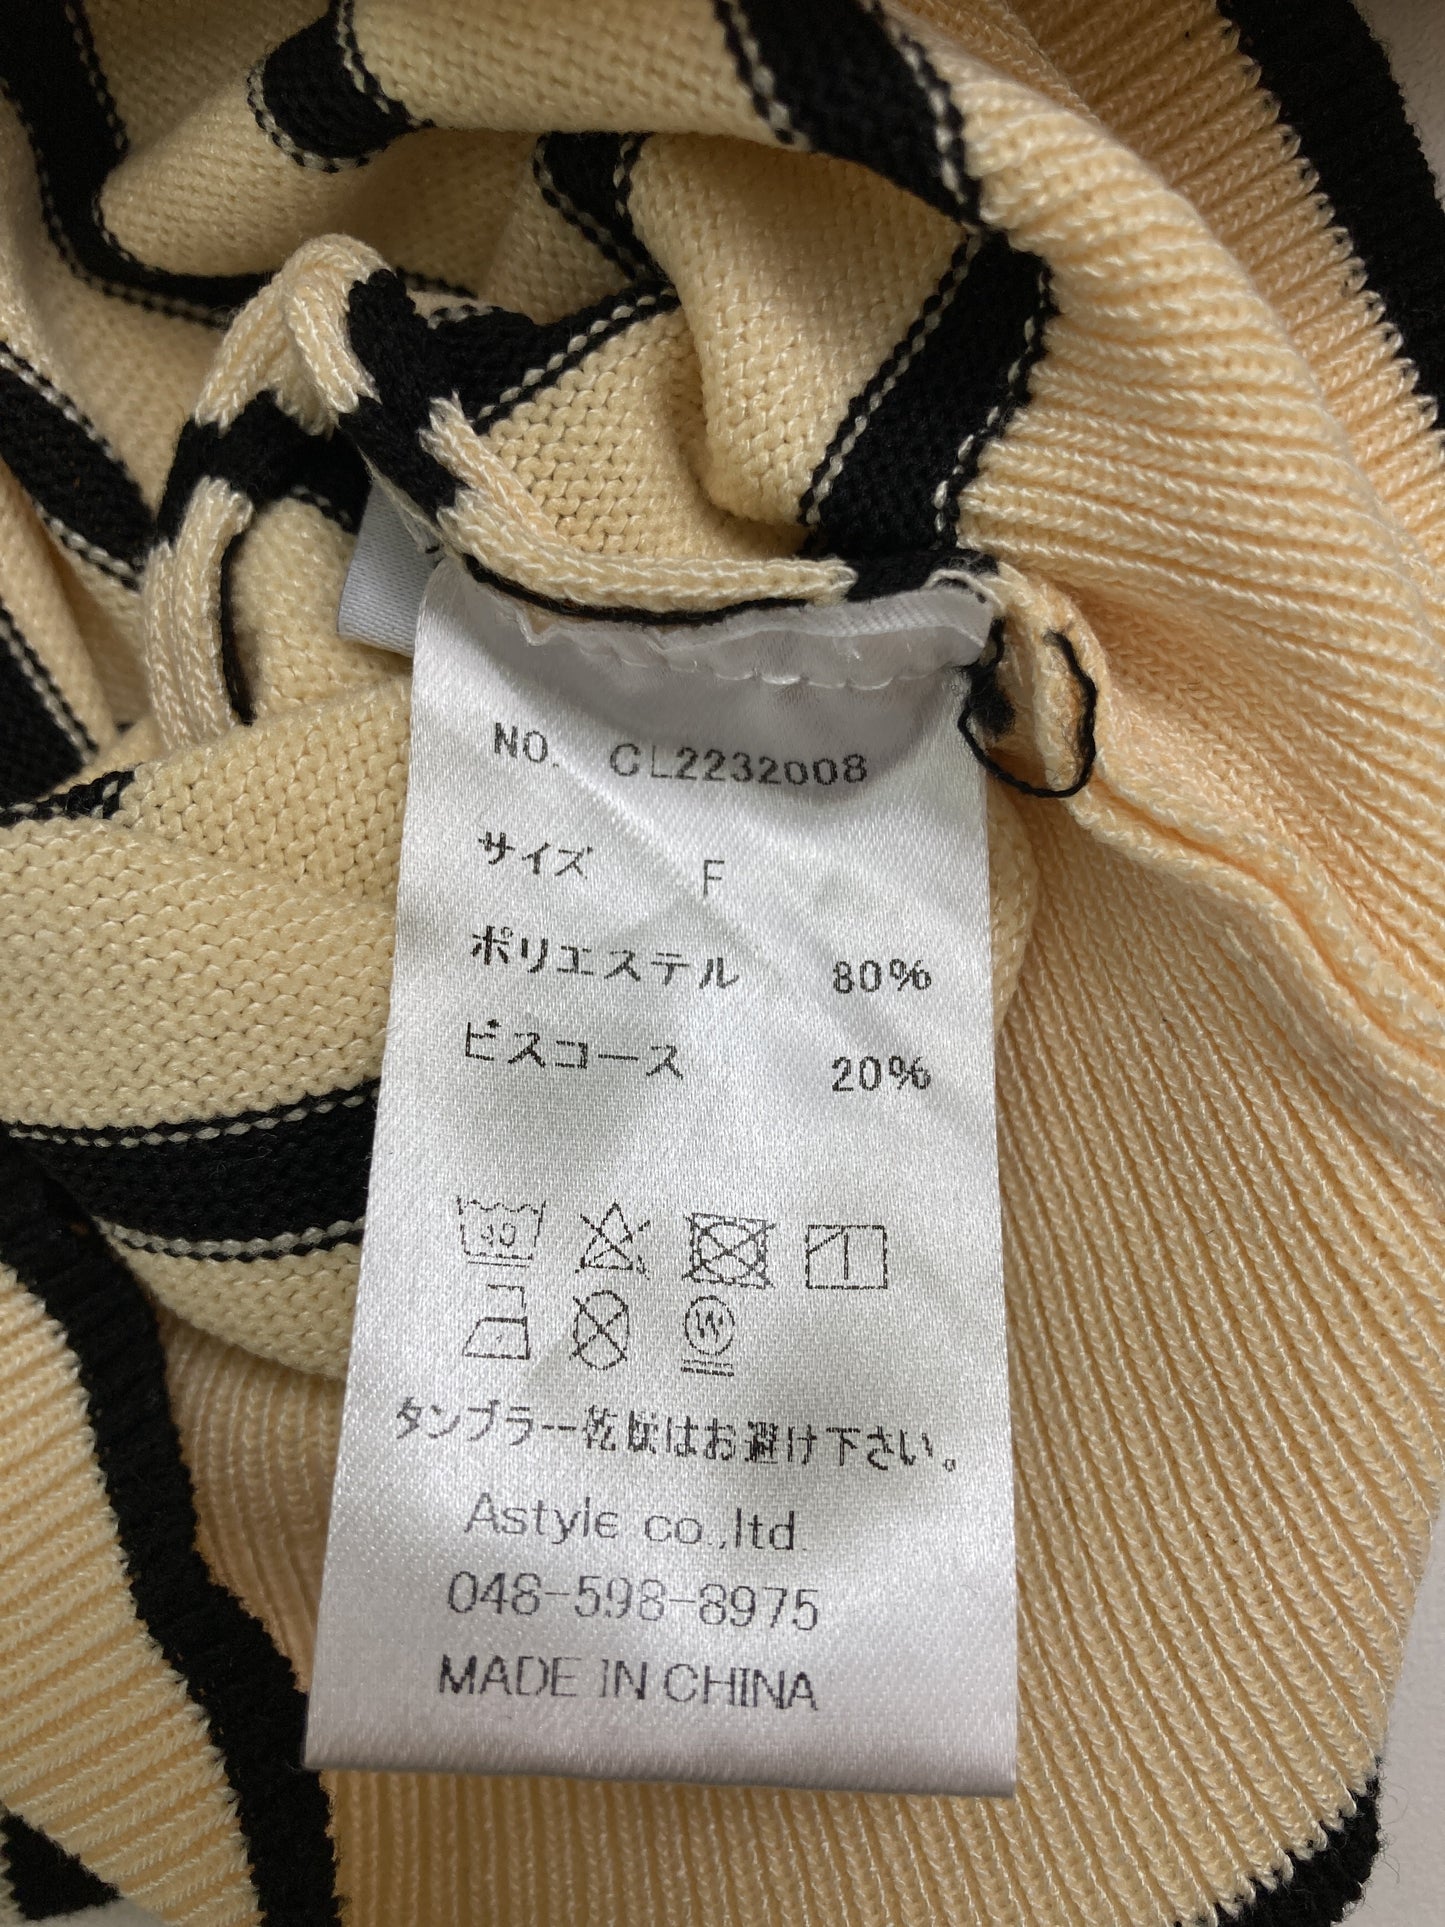 NO. CL2232008
サイズ F
ポリエステル 80%
ビスコース 20%
40
W
タンブラー乾燥はお避け下さい。
Astyle co.,ltd.
048-598-8975
MADE IN CHINA